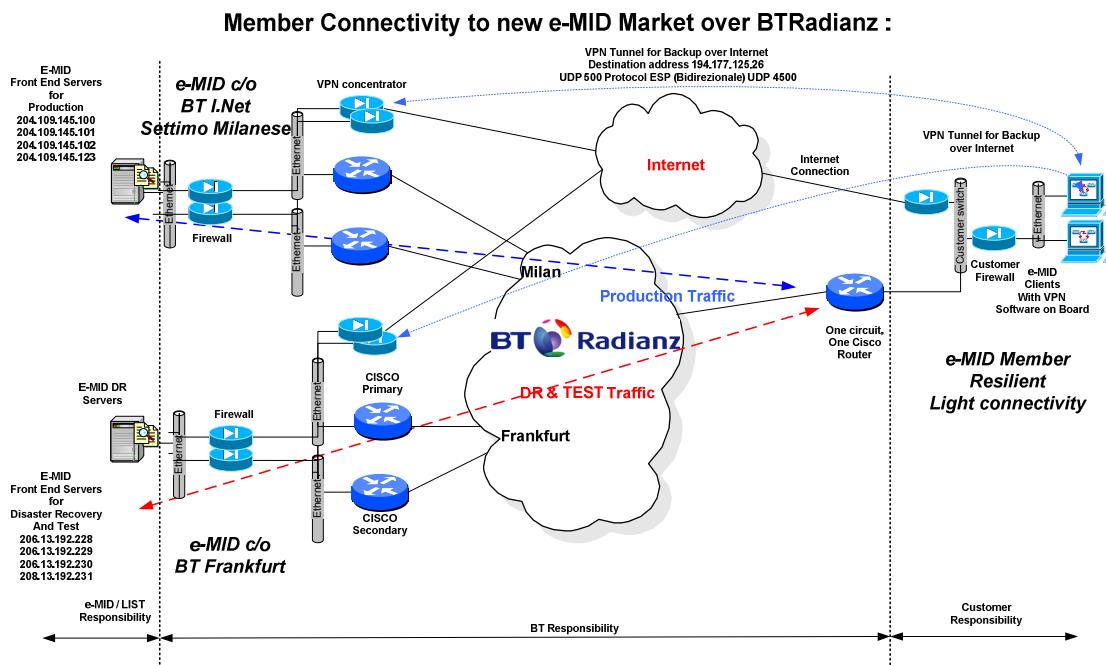 Member Connectivity to new e-MID Market over BTRadianz :
E-MID
Front End Servers
for
Production
204.109.145.100
204.109.145.101
204.109.145.102
204.109.145.123
e-MID c/o
BT I.Net
Settimo Milanese
VPN concentrator
VPN Tunnel for Backup over Internet
Destination address 194.177.125.26
UDP 500 Protocol ESP (Bidirezionale) UDP 4500
VPN Tunnel for Backup
over Internet
Internet
Internet
Connection
Ethernet
Ethernet
Ethernet
Firewall
Customer switch
Ethernet
Customer
Firewall
e-MID
Clients
With VPN
Software on Board
Milan
Production Traffic
BT Radianz
One circuit,
One Cisco
Router
e-MID Member
Resilient
Light connectivity
DR & TEST Traffic
Frankfurt
E-MID DR
Servers
Firewall
Ethernet
Ethernet
Ethernet
CISCO
Primary
CISCO
Secondary
E-MID
Front End Servers
for
Disaster Recovery
And Test
206.13.192.228
206.13.192.229
206.13.192.230
208.13.192.231
e-MID c/o
BT Frankfurt
e-MID / LIST
Responsibility
BT Responsibility
Customer
Responsibility